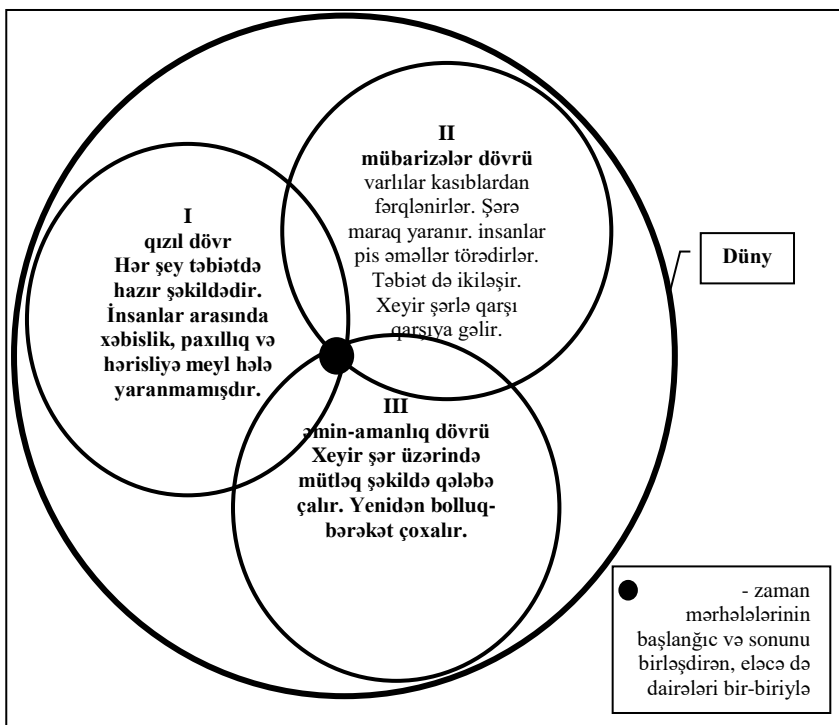 I
qızıl dövr
Hər şey təbiətdə
hazır şəkildədir.
İnsanlar arasında
xəbislik, paxıllıq və
hərisliyə meyl hələ
yaranmamışdır.
II
mübarizələr dövrü
varlılar kasıblardan
fərqlənirlər. Şərə
maraq yaranır. insanlar
pis əməllər törədirlər.
Təbiət də ikiləşir.
Xeyir şərlə qarşı
qarşıya gəlir.
Düny
III
əmin-amanlıq dövrü
Xeyir şər üzərində
mütləq şəkildə qələbə
çalır. Yenidən bolluq-
bərəkət çoxalır.
- zaman
mərhələlərinin
başlanğıc və sonunu
birləşdirən, eləcə də
dairələri bir-biriylə